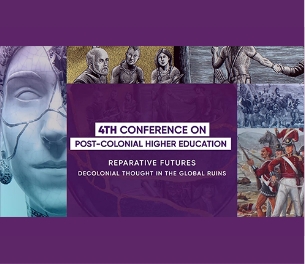 4TH CONFERENCE ON
POST-COLONIAL HIGHER EDUCATION
REPARATIVE FUTURES
DECOLONIAL THOUGHT IN THE GLOBAL RUINS